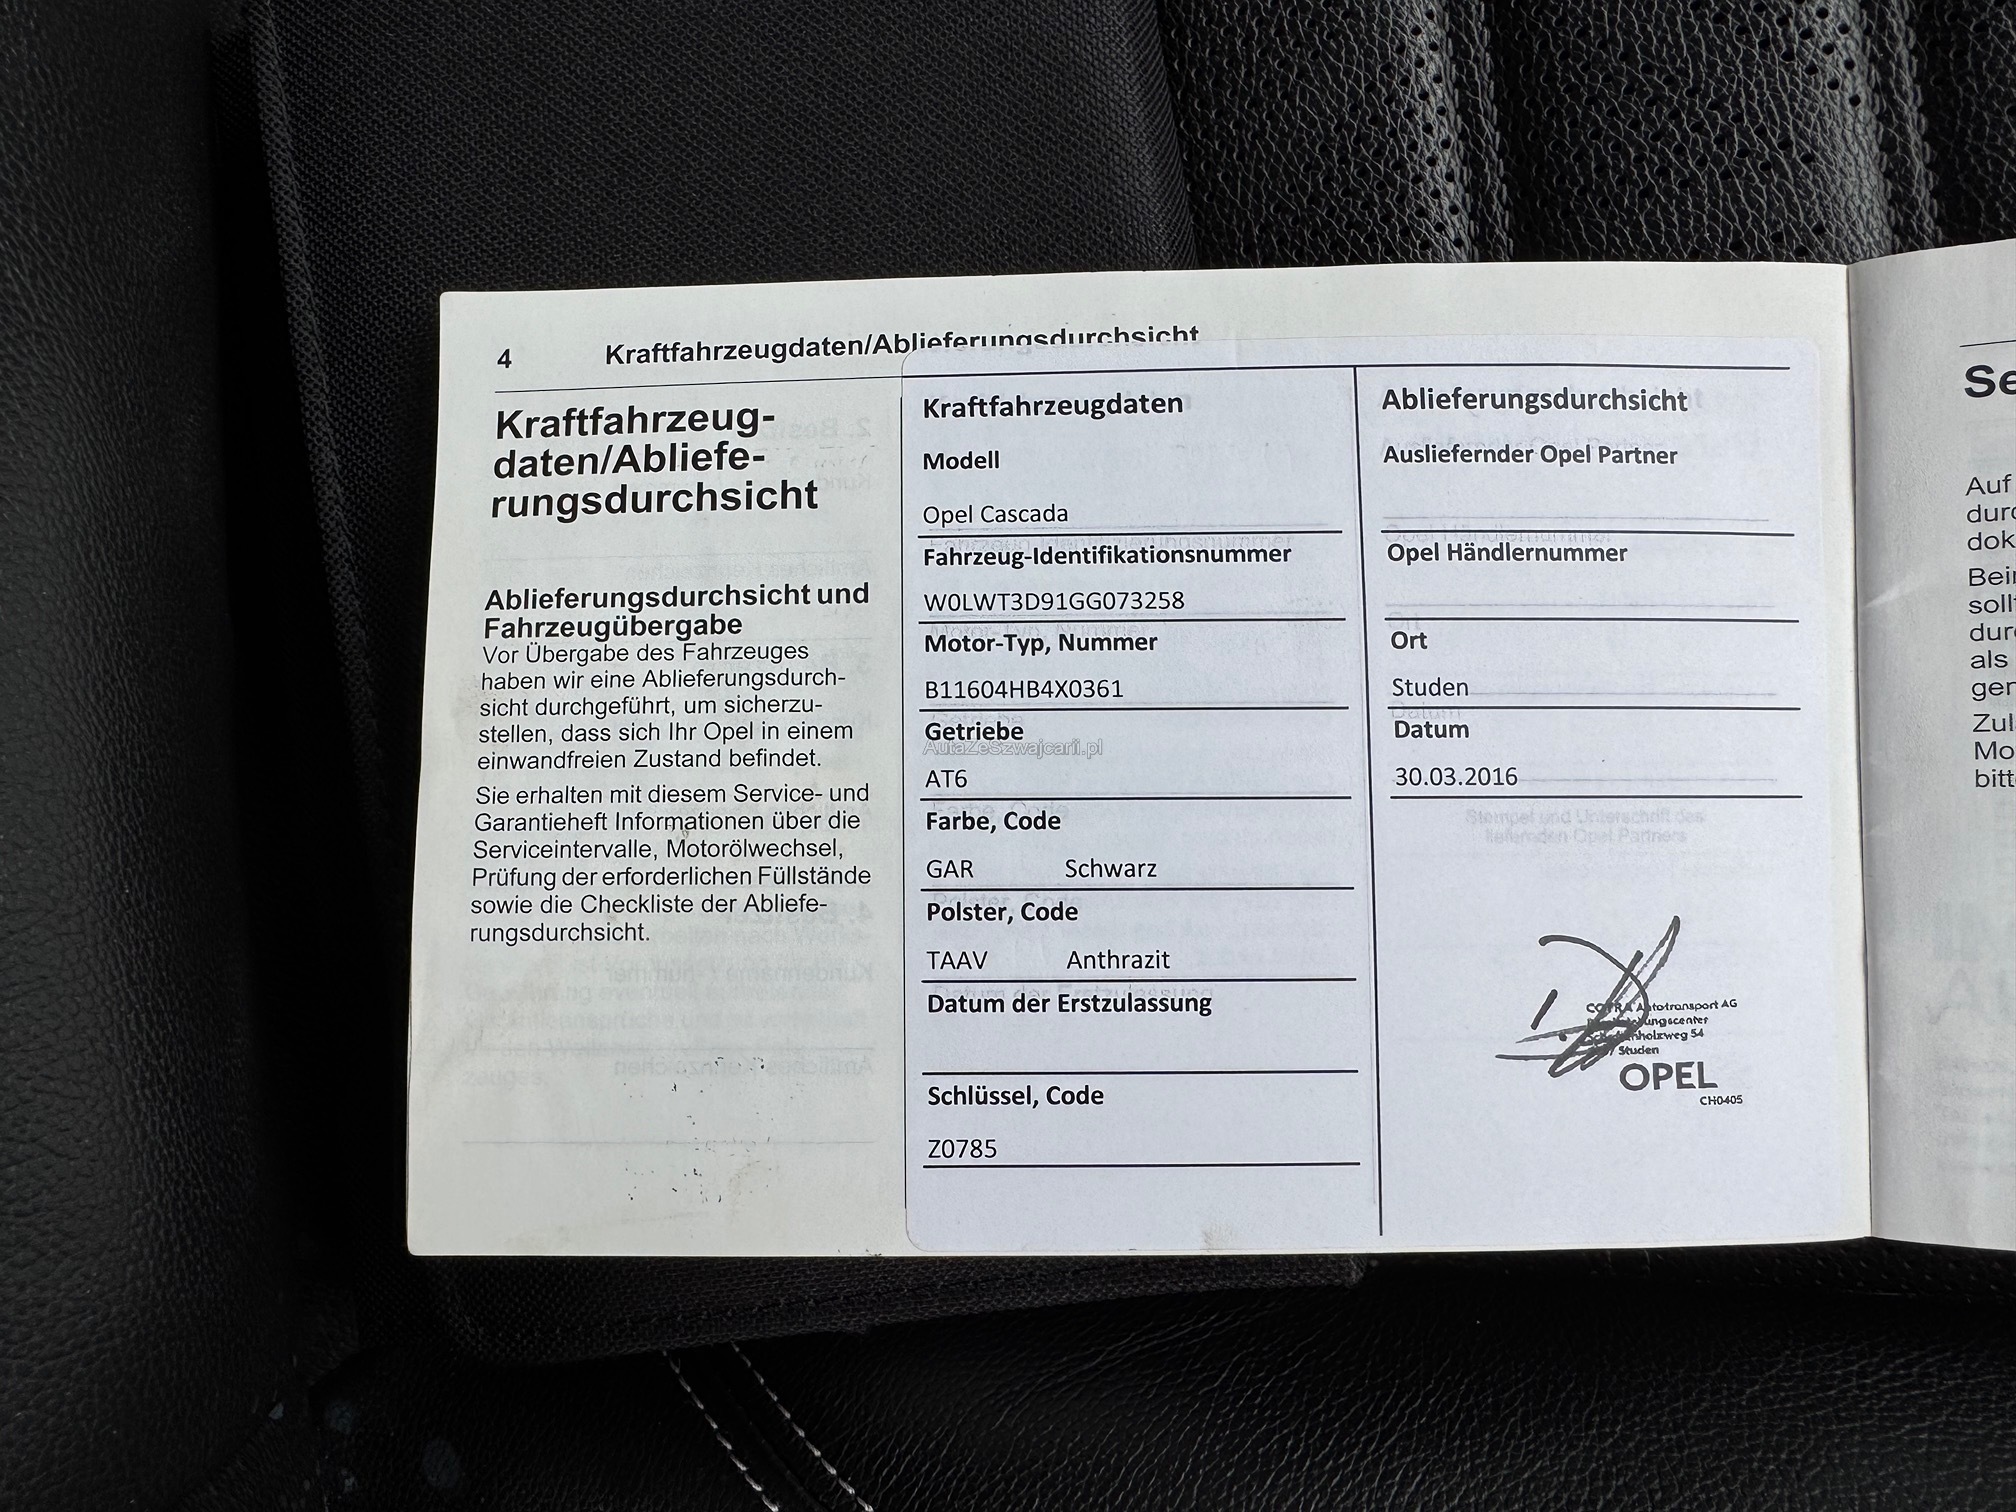 4 Kraftfahrzeugdaten/Ablieferungsdurchsicht
Kraftfahrzeug-
daten/Abliefe-
rungsdurchsicht
Ablieferungsdurchsicht und
Fahrzeugübergabe
Vor Übergabe des Fahrzeuges
haben wir eine Ablieferungsdurch-
sicht durchgeführt, um sicherzu-
stellen, dass sich Ihr Opel in einem
einwandfreien Zustand befindet.
Sie erhalten mit diesem Service- und
Garantieheft Informationen über die
Serviceintervalle, Motorölwechsel,
Prüfung der erforderlichen Füllstände
sowie die Checkliste der Abliefe-
rungsdurchsicht.
Kraftfahrzeugdaten
Modell
Opel Cascada
Fahrzeug-Identifikationsnummer
W0LWT3D91GG073258
Motor-Typ, Nummer
B11604HB4X0361
Getriebe
AutaZeSzwajcarii.pl
AT6
Farbe, Code
GAR Schwarz
Polster, Code
TAAV Anthrazit
Datum der Erstzulassung
Schlüssel, Code
Z0785
Ablieferungsdurchsicht
Ausliefernder Opel Partner
Opel Händlernummer
Ort
Studen
Datum
30.03.2016
Stempel und Unterschrift des
liefernden Opel Partners
Autotransport AG
54
Studen
OPEL
CH0405
Auf
als